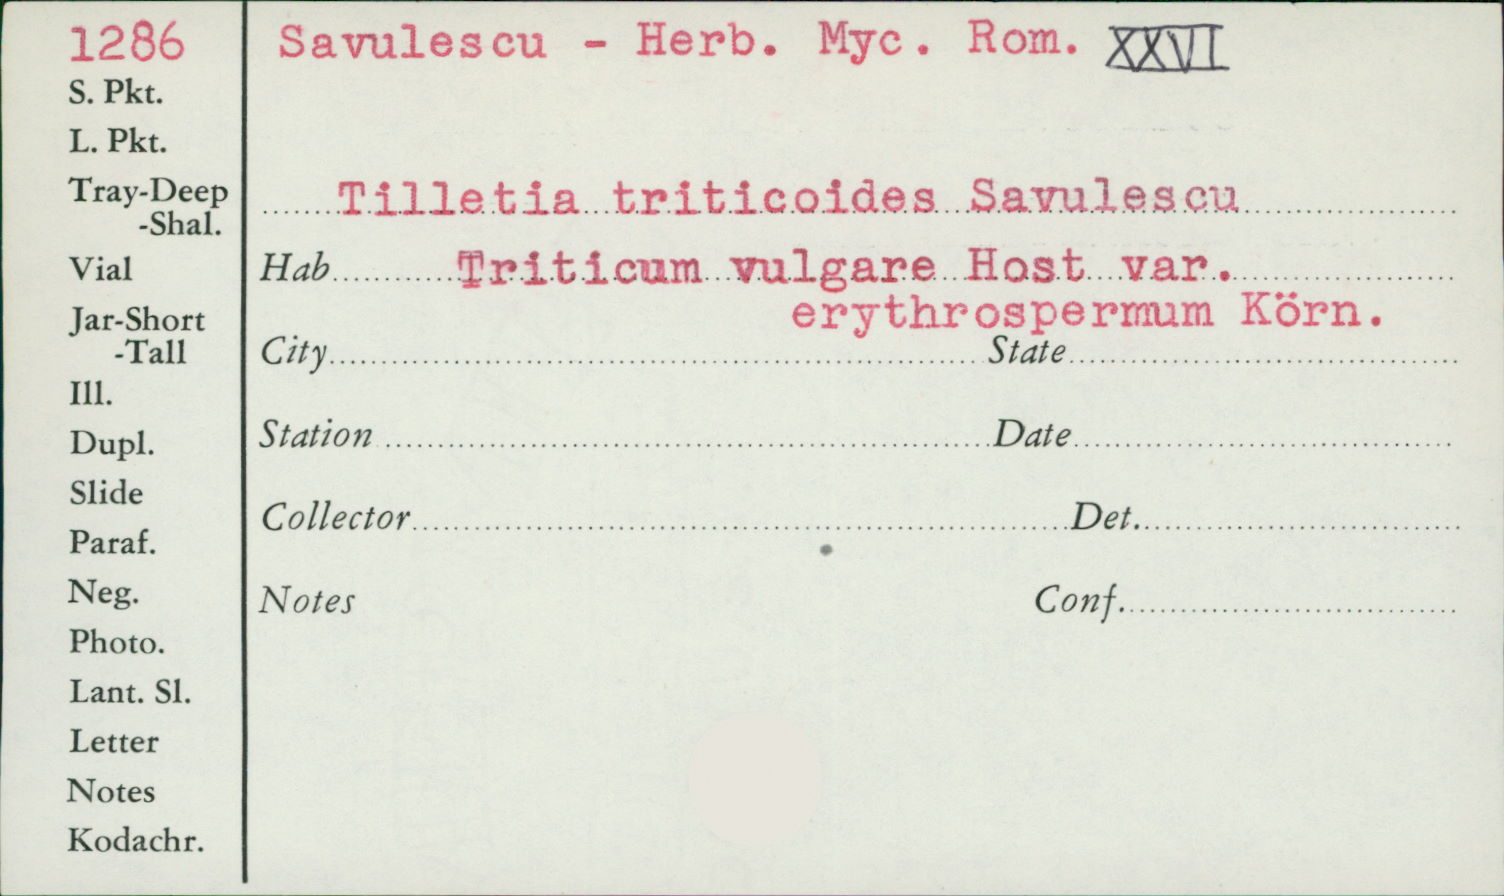 1286
Savulescu - Herb. Myc. Rom. XXVI
S. Pkt.
L. Pkt.
Tray-Deep
-Shal.
Vial
Jar-Short
-Tall
Ill.
Dupl.
Slide
Paraf.
Neg.
Photo.
Lant. Sl.
Letter
Notes
Kodachr.
Tilletia triticoides Savulescu
Hab. Triticum vulgare Host var.
erythrospermum Körn.
City State
Station Date
Collector Det.
Notes Conf.